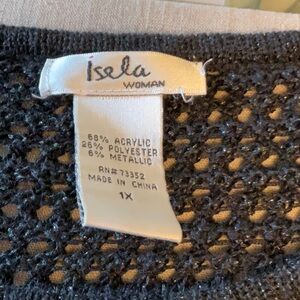 isela
WOMAN
68% ACRYLIC
26% POLYESTER
6% METALLIC
RN# 73352
MADE IN CHINA
1X